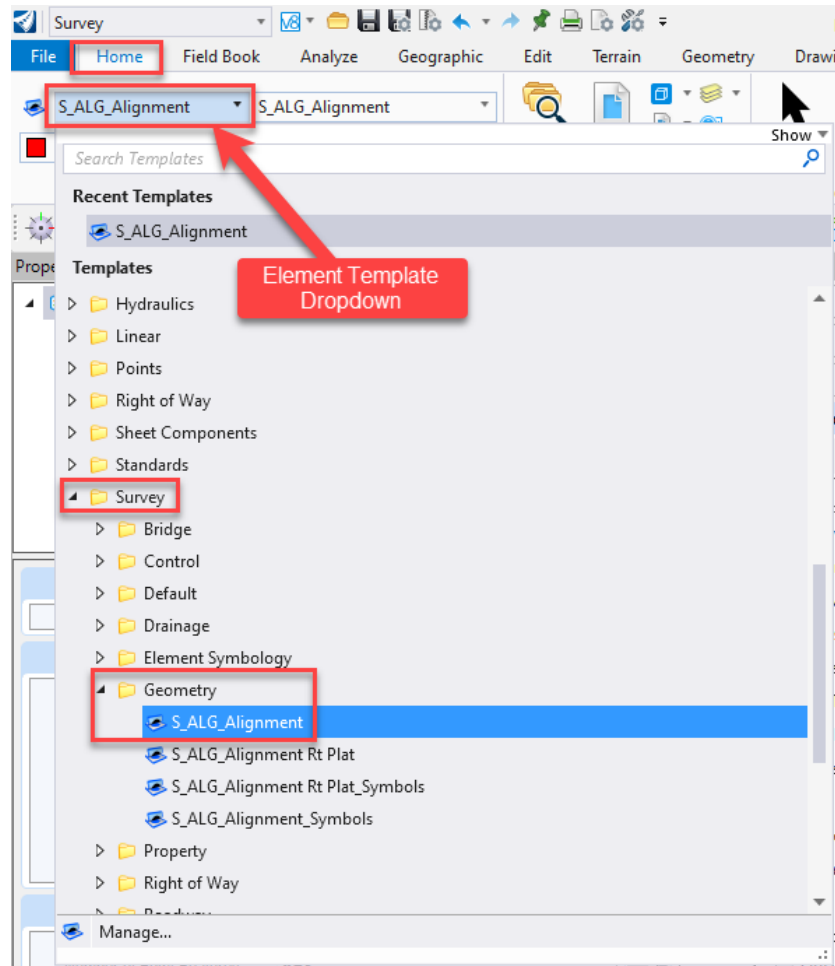 Survey
File Home Field Book Analyze Geographic Edit Terrain Geometry
S_ALG_Alignment S_ALG_Alignment
Show
Search Templates
Recent Templates
S_ALG_Alignment
Templates
Element Template
Dropdown
Hydraulics
Linear
Points
Right of Way
Sheet Components
Standards
Survey
Bridge
Control
Default
Drainage
Element Symbology
Geometry
S_ALG_Alignment
S_ALG_Alignment Rt Plat
S_ALG_Alignment Rt Plat_Symbols
S_ALG_Alignment_Symbols
Property
Right of Way
Manage...